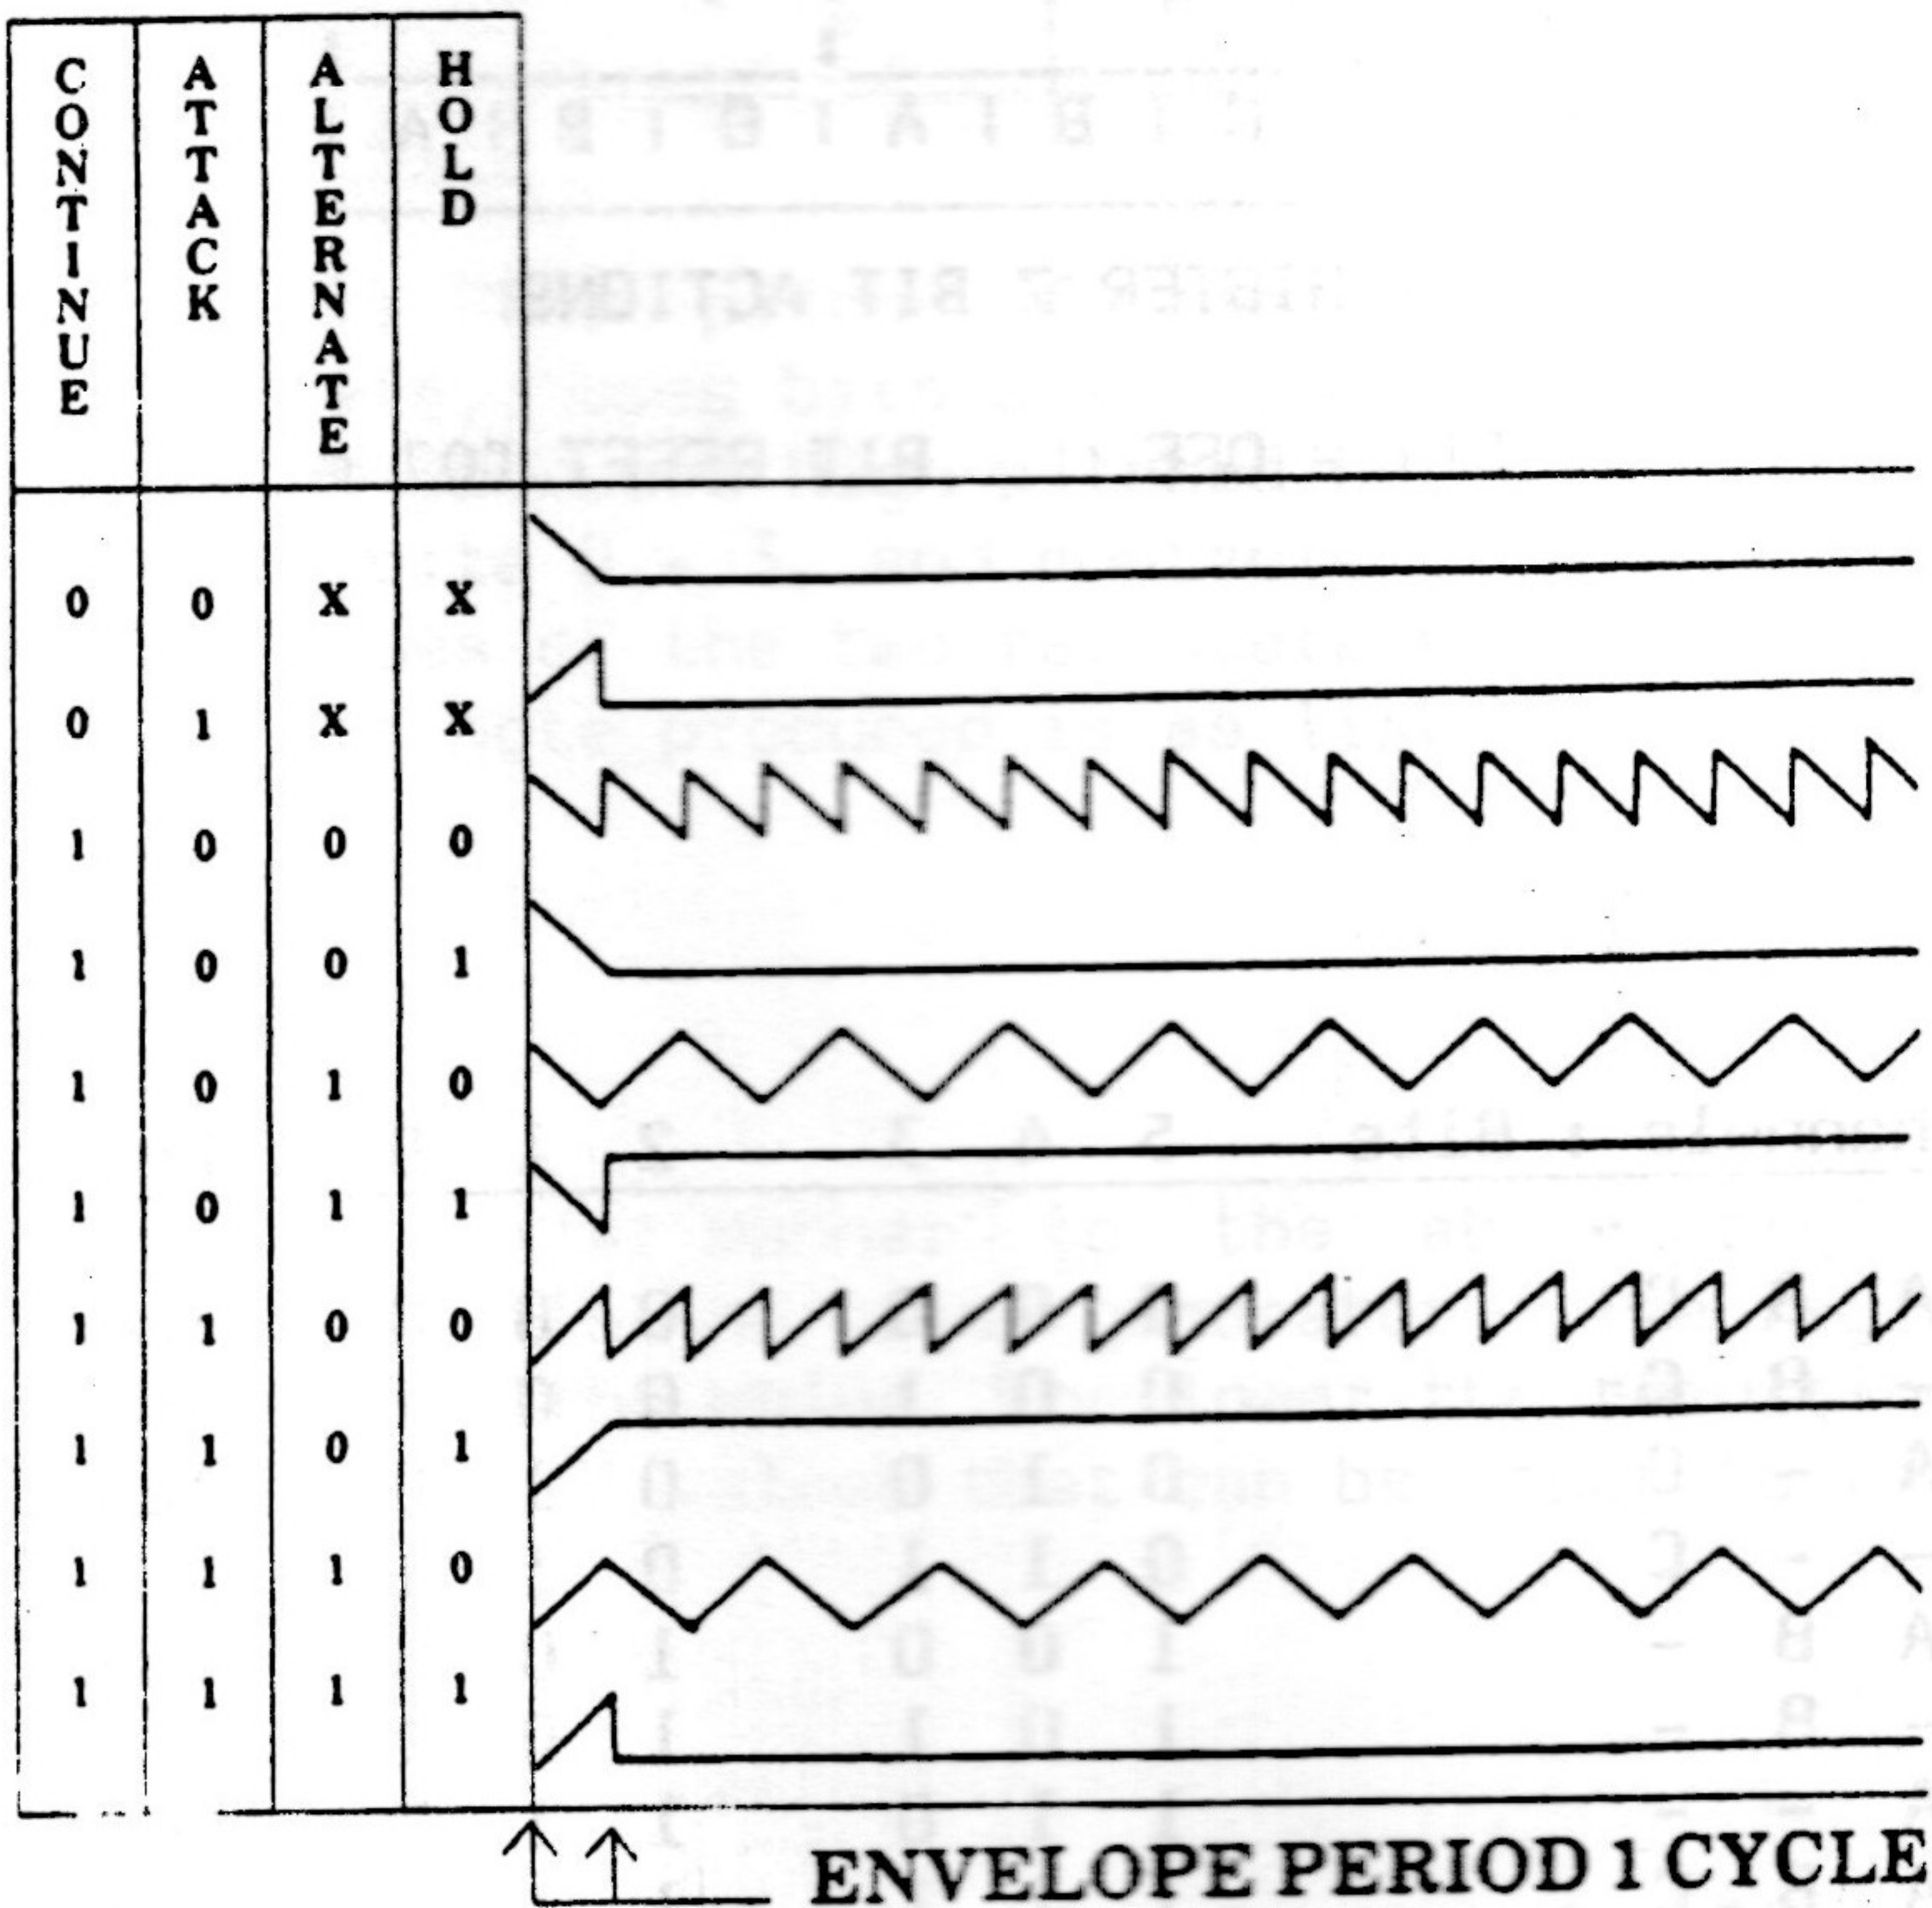 CONTINUE ATTACK ALTERNATE HOLD
0 0 X X
0 1 X X
1 0 0 0
1 0 0 1
1 0 1 0
1 0 1 1
1 1 0 0
1 1 0 1
1 1 1 0
1 1 1 1
ENVELOPE PERIOD 1 CYCLE